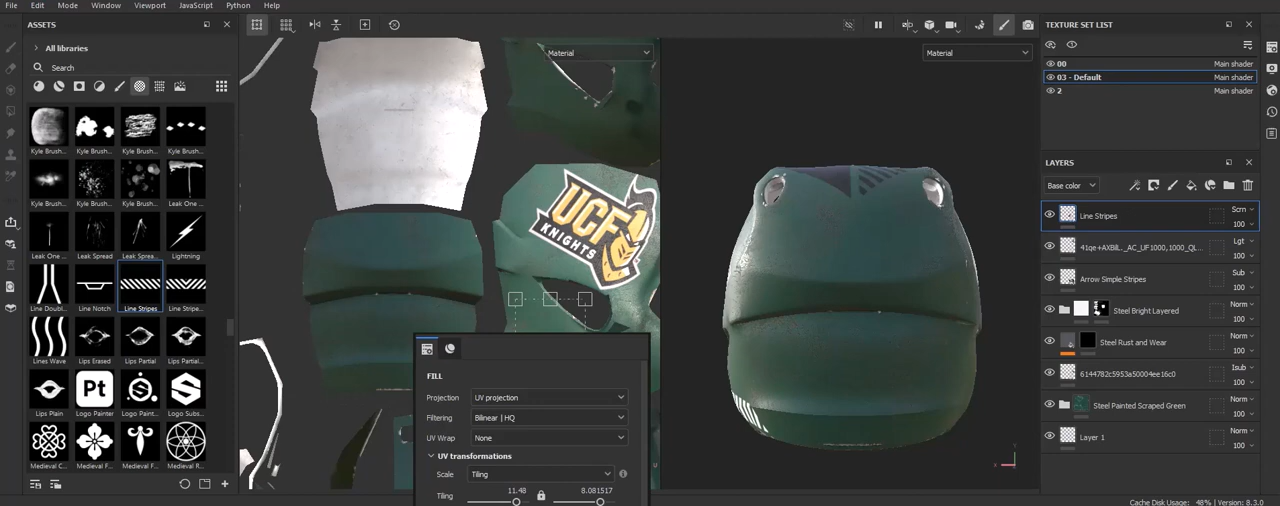 File Edit Mode Window Viewport JavaScript Python Help
ASSETS
All libraries
Search
Kyle Brush... Kyle Brush... Kyle Brush... Kyle Brush...
Kyle Brush... Kyle Brush... Kyle Brush... Leak One ...
Leak One ... Leak Spread Leak Sprea... Lightning
Line Doubl... Line Notch Line Stripes Line Stripe...
Lines Wave Lips Erased Lips Partial Lips Partial...
Pt
Lips Plain Logo Painter Logo Paint... Logo Subs...
Medieval C... Medieval F... Medieval F... Medieval R...
Material
UCF
KNIGHTS
FILL
Projection UV projection
Filtering Bilinear | HQ
UV Wrap None
UV transformations
Scale Tiling
Tiling 11.48 8.081517
U
Material
Y
X
TEXTURE SET LIST
00 Main shader
03 - Default Main shader
2 Main shader
LAYERS
Base color
Line Stripes Scrn 100
41qe+AXBil... _AC_UF1000,1000_QL... Lgt 100
Arrow Simple Stripes Sub 100
Steel Bright Layered Norm 100
Steel Rust and Wear Norm 100
6144782c5953a50004ee16c0 lsub 100
Steel Painted Scraped Green Norm 100
Layer 1 Norm 100
Cache Disk Usage: 48% | Version: 8.3.0